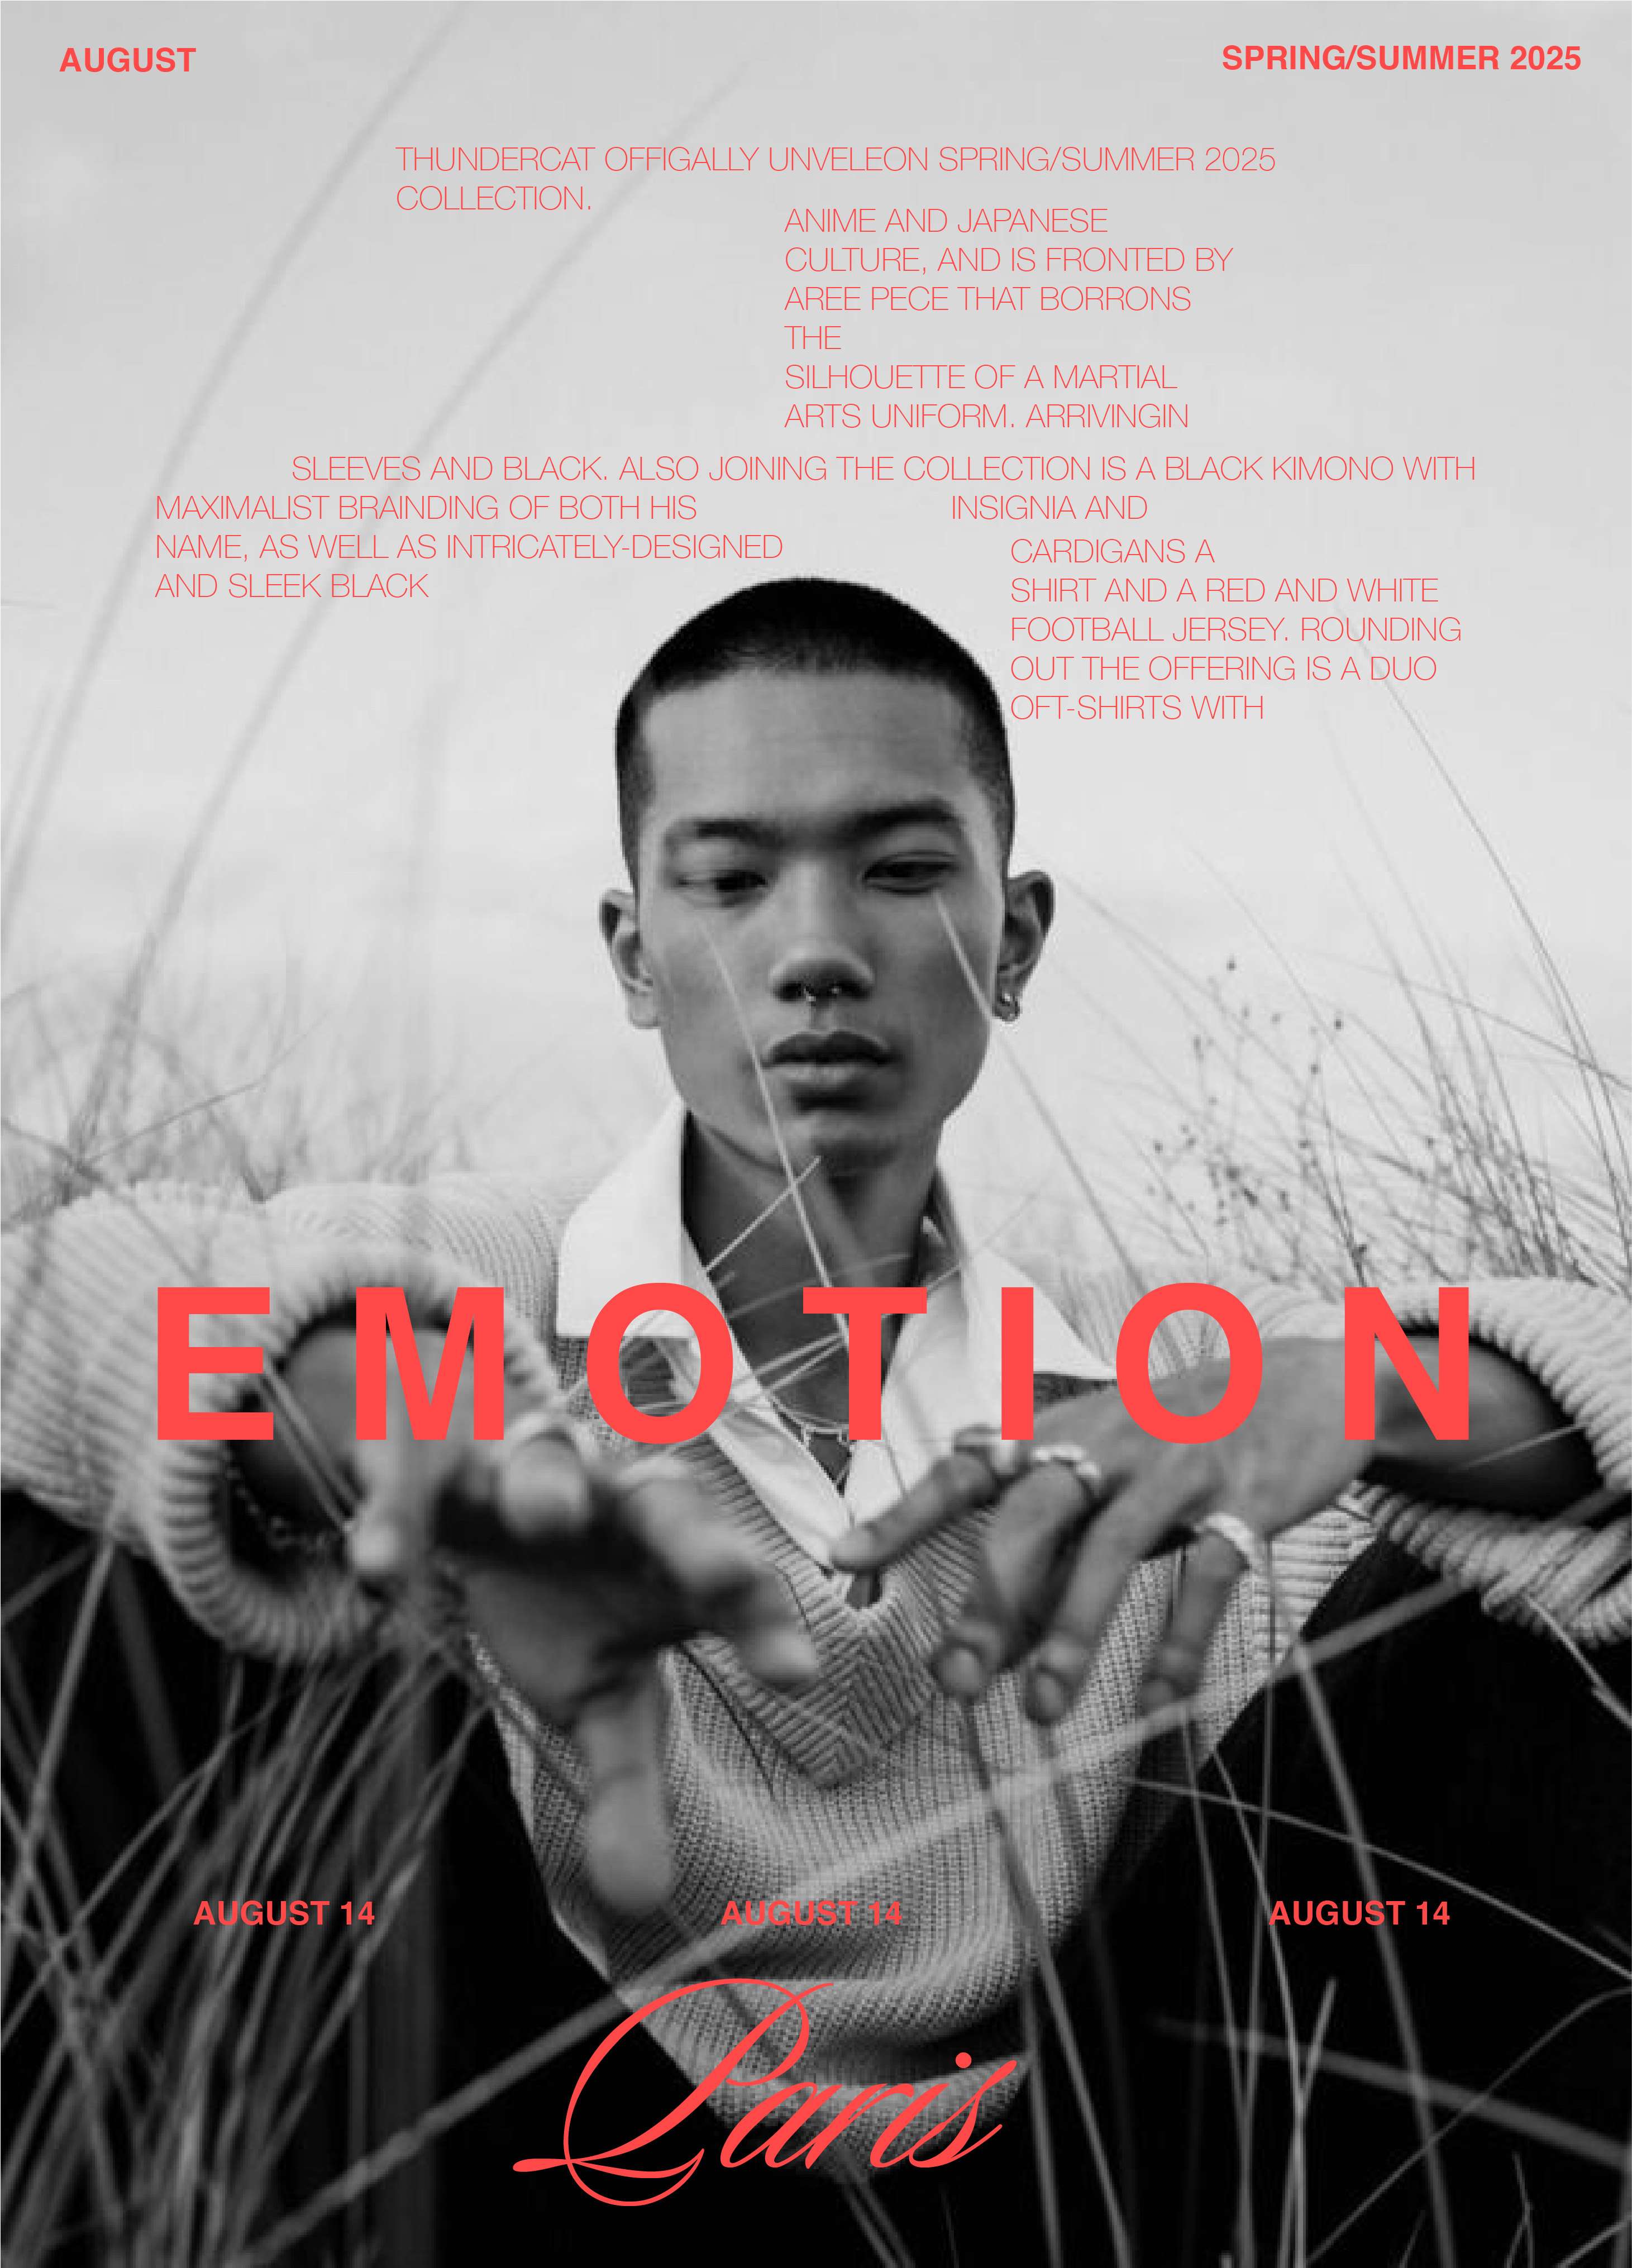 AUGUST
SPRING/SUMMER 2025
THUNDERCAT OFFIGALLY UNVELEON SPRING/SUMMER 2025
COLLECTION.
ANIME AND JAPANESE
CULTURE, AND IS FRONTED BY
AREE PECE THAT BORRONS
THE
SILHOUETTE OF A MARTIAL
ARTS UNIFORM. ARRIVINGIN
SLEEVES AND BLACK. ALSO JOINING THE COLLECTION IS A BLACK KIMONO WITH
MAXIMALIST BRAINDING OF BOTH HIS
INSIGNIA AND
NAME, AS WELL AS INTRICATELY-DESIGNED
AND SLEEK BLACK
CARDIGANS A
SHIRT AND A RED AND WHITE
FOOTBALL JERSEY. ROUNDING
OUT THE OFFERING IS A DUO
OFT-SHIRTS WITH
EMOTION
AUGUST 14
AUGUST 14
AUGUST 14
Paris